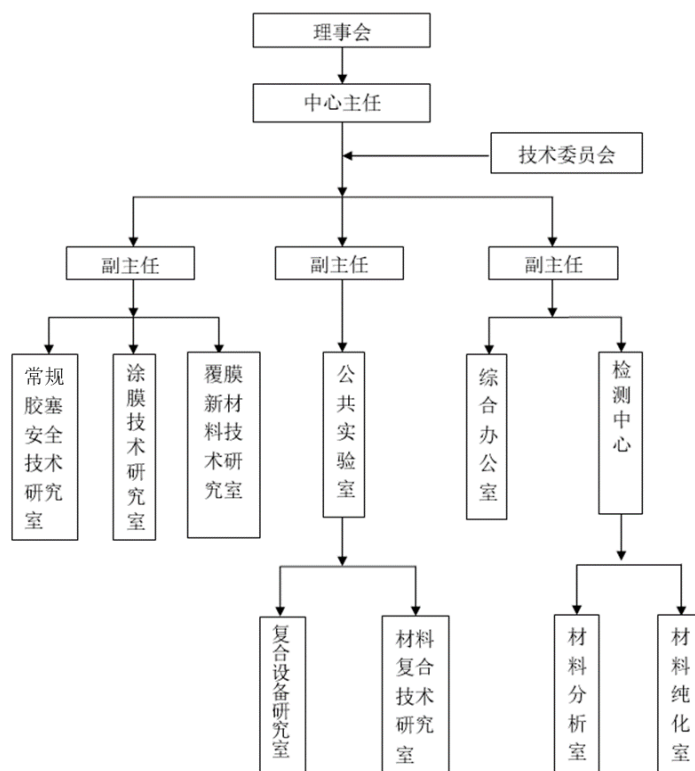 理事会
中心主任
技术委员会
副主任
副主任
副主任
常规
胶塞
安全
技术
研究
室
涂膜技术研究室
覆膜
新材
料技
术研
究室
公共实验室
综合办公室
检测中心
复合设备研究室
材料
复合
技术
研究
室
材料分析室
材料纯化室